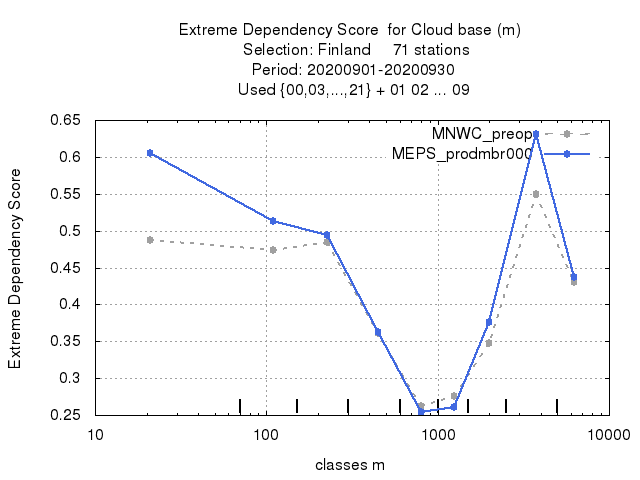 Extreme Dependency Score  for Cloud base (m)
Selection: Finland     71 stations
Period: 20200901-20200930
Used {00,03,...,21} + 01 02 ... 09
MNWC_preop
MEPS_prodmbr000
Extreme Dependency Score
0.65
0.6
0.55
0.5
0.45
0.4
0.35
0.3
0.25
10
100
1000
10000
classes m